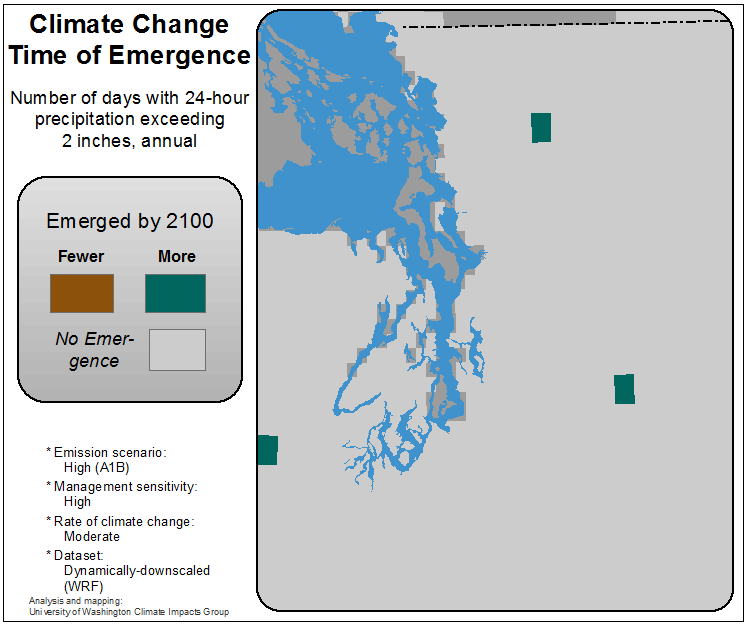 Climate Change
Time of Emergence
Number of days with 24-hour
precipitation exceeding
2 inches, annual
Emerged by 2100
Fewer
More
No Emer-
gence
* Emission scenario:
High (A1B)
* Management sensitivity:
High
* Rate of climate change:
Moderate
* Dataset:
Dynamically-downscaled
(WRF)
Analysis and mapping:
University of Washington Climate Impacts Group